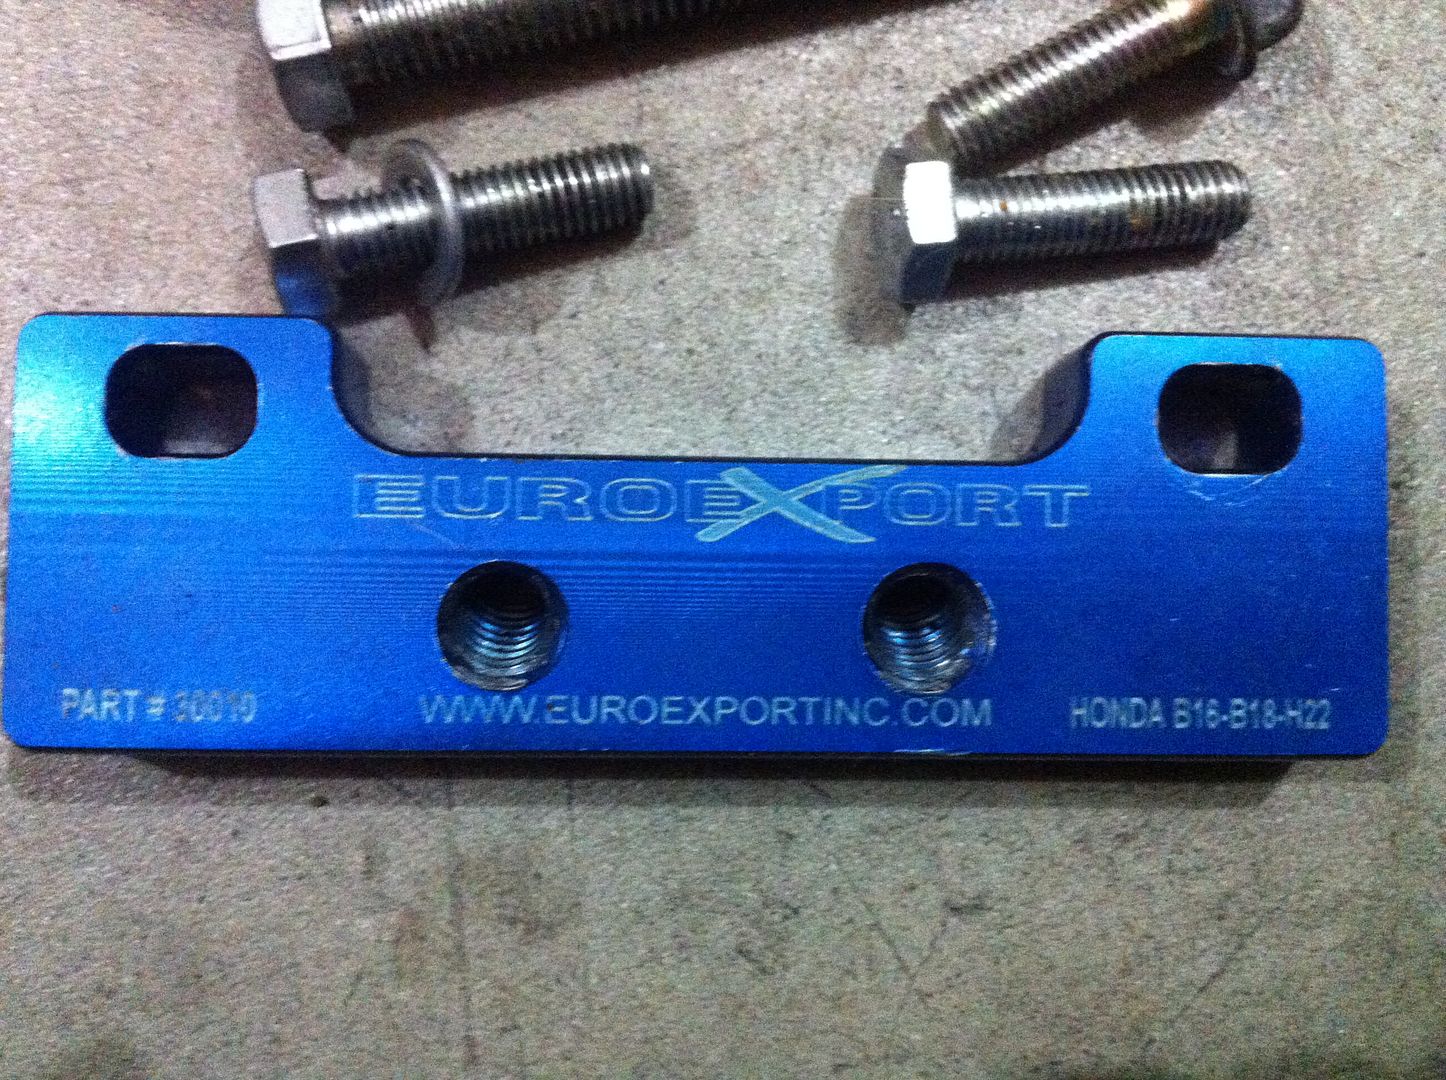 EUROEXPORT
PART # 30010
WWW.EUROEXPORTINC.COM
HONDA B16-B18-H22